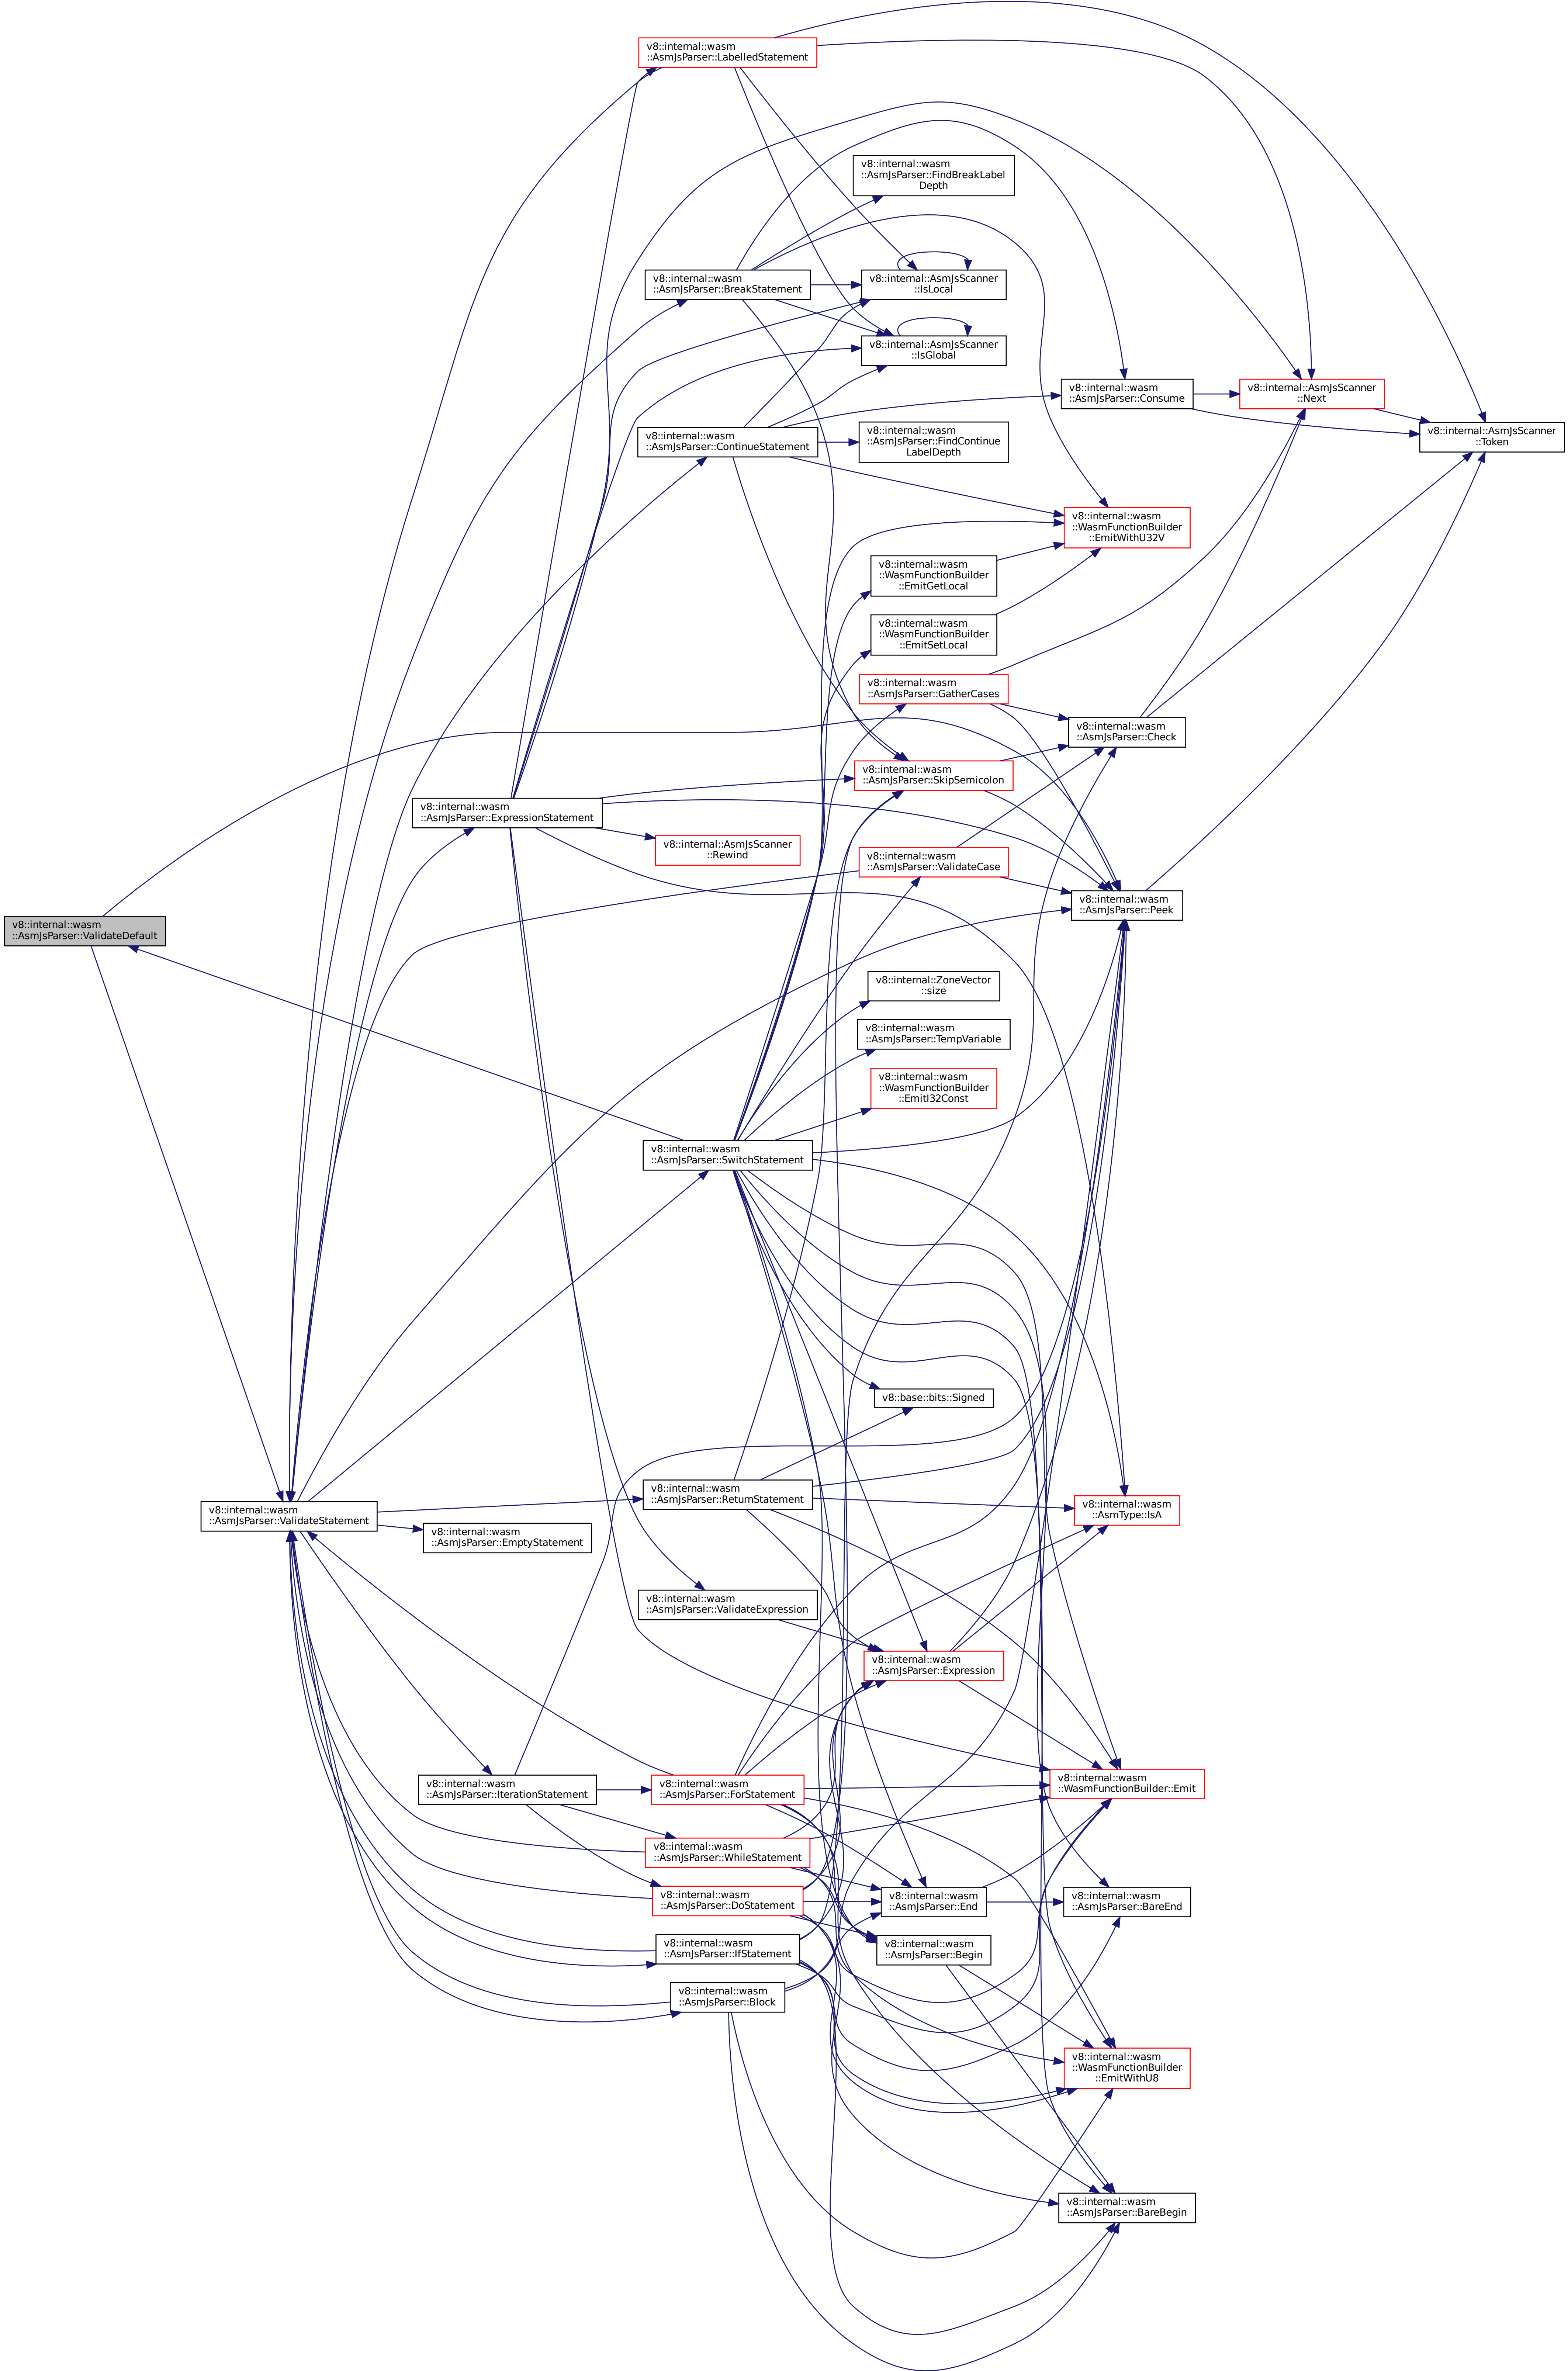 v8::internal::wasm
::AsmJsParser::LabelledStatement
v8::internal::wasm
::AsmJsParser::FindBreakLabel
Depth
v8::internal::wasm
::AsmJsParser::BreakStatement
v8::internal::AsmJsScanner
::IsLocal
v8::internal::AsmJsScanner
::IsGlobal
v8::internal::wasm
::AsmJsParser::Consume
v8::internal::AsmJsScanner
::Next
v8::internal::AsmJsScanner
::Token
v8::internal::wasm
::AsmJsParser::ContinueStatement
v8::internal::wasm
::AsmJsParser::FindContinue
LabelDepth
v8::internal::wasm
::WasmFunctionBuilder
::EmitWithU32V
v8::internal::wasm
::WasmFunctionBuilder
::EmitGetLocal
v8::internal::wasm
::WasmFunctionBuilder
::EmitSetLocal
v8::internal::wasm
::AsmJsParser::GatherCases
v8::internal::wasm
::AsmJsParser::Check
v8::internal::wasm
::AsmJsParser::SkipSemicolon
v8::internal::wasm
::AsmJsParser::ExpressionStatement
v8::internal::AsmJsScanner
::Rewind
v8::internal::wasm
::AsmJsParser::ValidateCase
v8::internal::wasm
::AsmJsParser::Peek
v8::internal::wasm
::AsmJsParser::ValidateDefault
v8::internal::ZoneVector
::size
v8::internal::wasm
::AsmJsParser::TempVariable
v8::internal::wasm
::WasmFunctionBuilder
::EmitI32Const
v8::internal::wasm
::AsmJsParser::SwitchStatement
v8::base::bits::Signed
v8::internal::wasm
::AsmJsParser::ReturnStatement
v8::internal::wasm
::AsmType::IsA
v8::internal::wasm
::AsmJsParser::ValidateStatement
v8::internal::wasm
::AsmJsParser::EmptyStatement
v8::internal::wasm
::AsmJsParser::ValidateExpression
v8::internal::wasm
::AsmJsParser::Expression
v8::internal::wasm
::AsmJsParser::IterationStatement
v8::internal::wasm
::AsmJsParser::ForStatement
v8::internal::wasm
::WasmFunctionBuilder::Emit
v8::internal::wasm
::AsmJsParser::WhileStatement
v8::internal::wasm
::AsmJsParser::DoStatement
v8::internal::wasm
::AsmJsParser::End
v8::internal::wasm
::AsmJsParser::BareEnd
v8::internal::wasm
::AsmJsParser::IfStatement
v8::internal::wasm
::AsmJsParser::Begin
v8::internal::wasm
::AsmJsParser::Block
v8::internal::wasm
::WasmFunctionBuilder
::EmitWithU8
v8::internal::wasm
::AsmJsParser::BareBegin